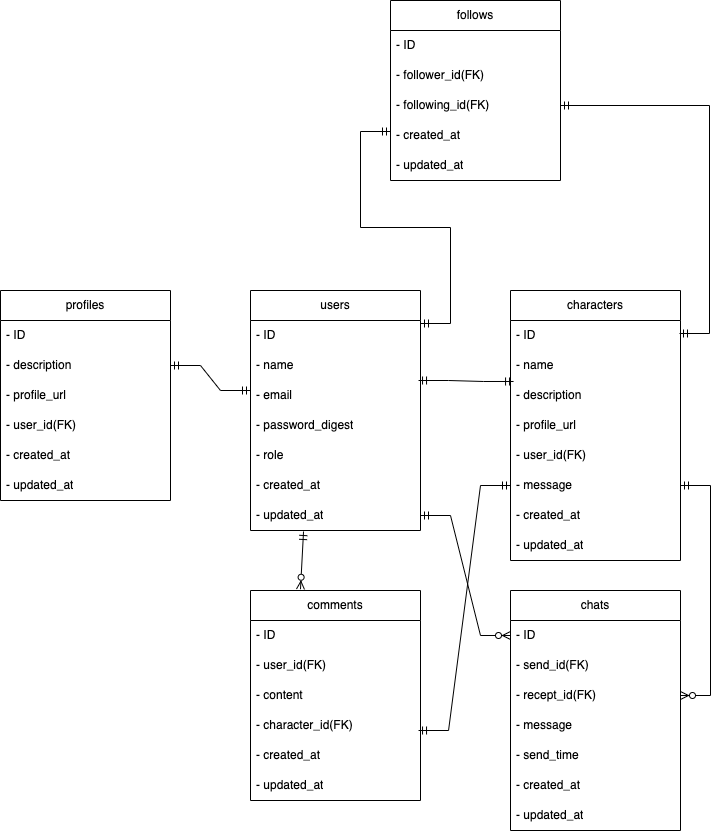 follows
- ID
- follower_id(FK)
- following_id(FK)
- created_at
- updated_at
profiles
- ID
- description
- profile_url
- user_id(FK)
- created_at
- updated_at
users
- ID
- name
- email
- password_digest
- role
- created_at
- updated_at
characters
- ID
- name
- description
- profile_url
- user_id(FK)
- message
- created_at
- updated_at
comments
- ID
- user_id(FK)
- content
- character_id(FK)
- created_at
- updated_at
chats
- ID
- send_id(FK)
- recept_id(FK)
- message
- send_time
- created_at
- updated_at